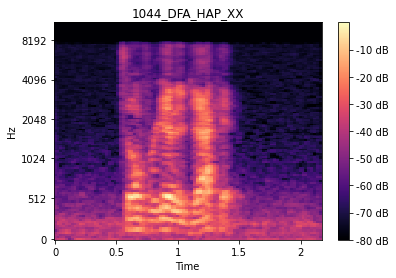 1044_DFA_HAP_XX
8192
4096
2048
1024
512
0
Hz
0
0.5
1
1.5
2
Time
-10 dB
-20 dB
-30 dB
-40 dB
-50 dB
-60 dB
-70 dB
-80 dB